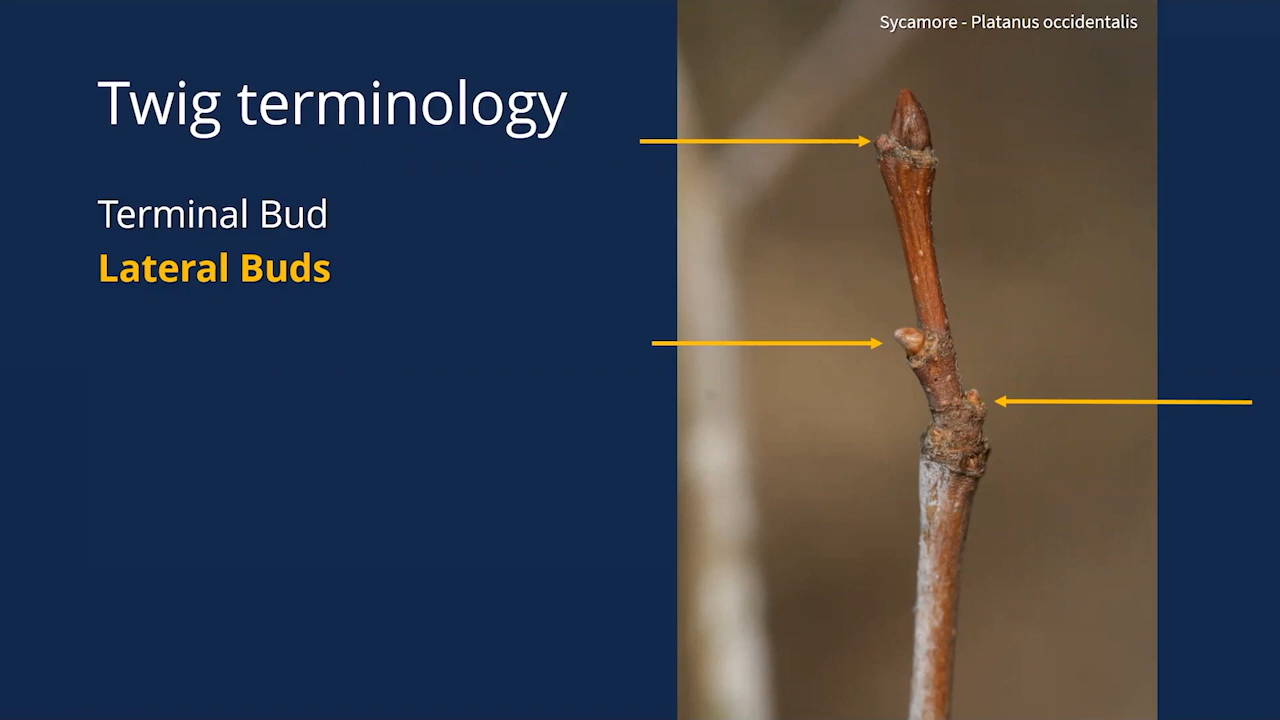 Sycamore - Platanus occidentalis
Twig terminology
Terminal Bud
Lateral Buds